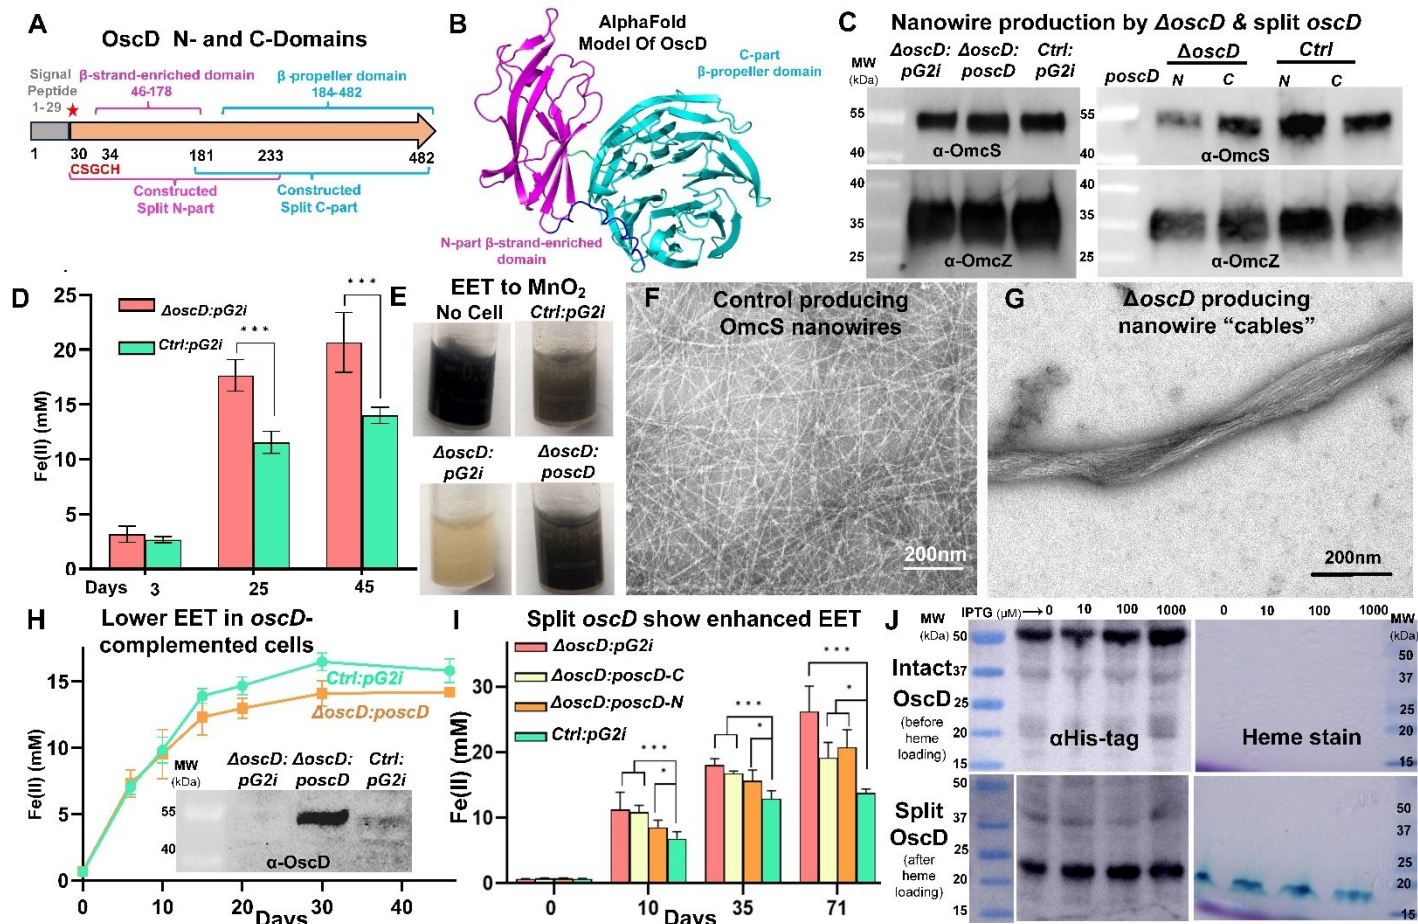 A
OscD N- and C-Domains
Signal
Peptide
1-29
β-strand-enriched domain
46-178
β-propeller domain
184-482
1
30
34
181
233
482
CSGCH
Constructed
Split N-part
Constructed
Split C-part
B
AlphaFold
Model Of OscD
C-part
β-propeller domain
N-part β-strand-enriched
domain
C
Nanowire production by ΔoscD & split oscD
MW
(kDa)
ΔoscD:
pG2i
ΔoscD:
poscD
Ctrl:
pG2i
55
40
α-OmcS
40
35
25
α-OmcZ
ΔoscD
Ctrl
poscD
N
C
N
C
55
40
α-OmcS
40
35
25
α-OmcZ
D
Fe(II) (mM)
25
20
15
10
5
0
ΔoscD:pG2i
Ctrl:pG2i
***
***
Days
3
25
45
E
EET to MnO2
No Cell
Ctrl:pG2i
ΔoscD:
pG2i
ΔoscD:
poscD
F
Control producing
OmcS nanowires
200nm
G
ΔoscD producing
nanowire “cables”
200nm
H
Lower EET in oscD-
complemented cells
Fe(II) (mM)
15
10
5
0
Ctrl:pG2i
ΔoscD:poscD
MW
(kDa)
ΔoscD:
pG2i
ΔoscD:
poscD
Ctrl:
pG2i
55
40
α-OscD
0
10
20
30
40
Days
I
Split oscD show enhanced EET
Fe(II) (mM)
30
20
10
0
ΔoscD:pG2i
ΔoscD:poscD-C
ΔoscD:poscD-N
Ctrl:pG2i
***
*
***
*
***
*
0
10
35
71
Days
J
IPTG (μM)→
0
10
100
1000
0
10
100
1000
MW
(kDa)
50
37
25
20
15
Intact
OscD
(before
heme
loading)
αHis-tag
Heme stain
MW
(kDa)
50
37
25
20
15
Split
OscD
(after
heme
loading)
50
37
25
20
15
50
37
25
20
15